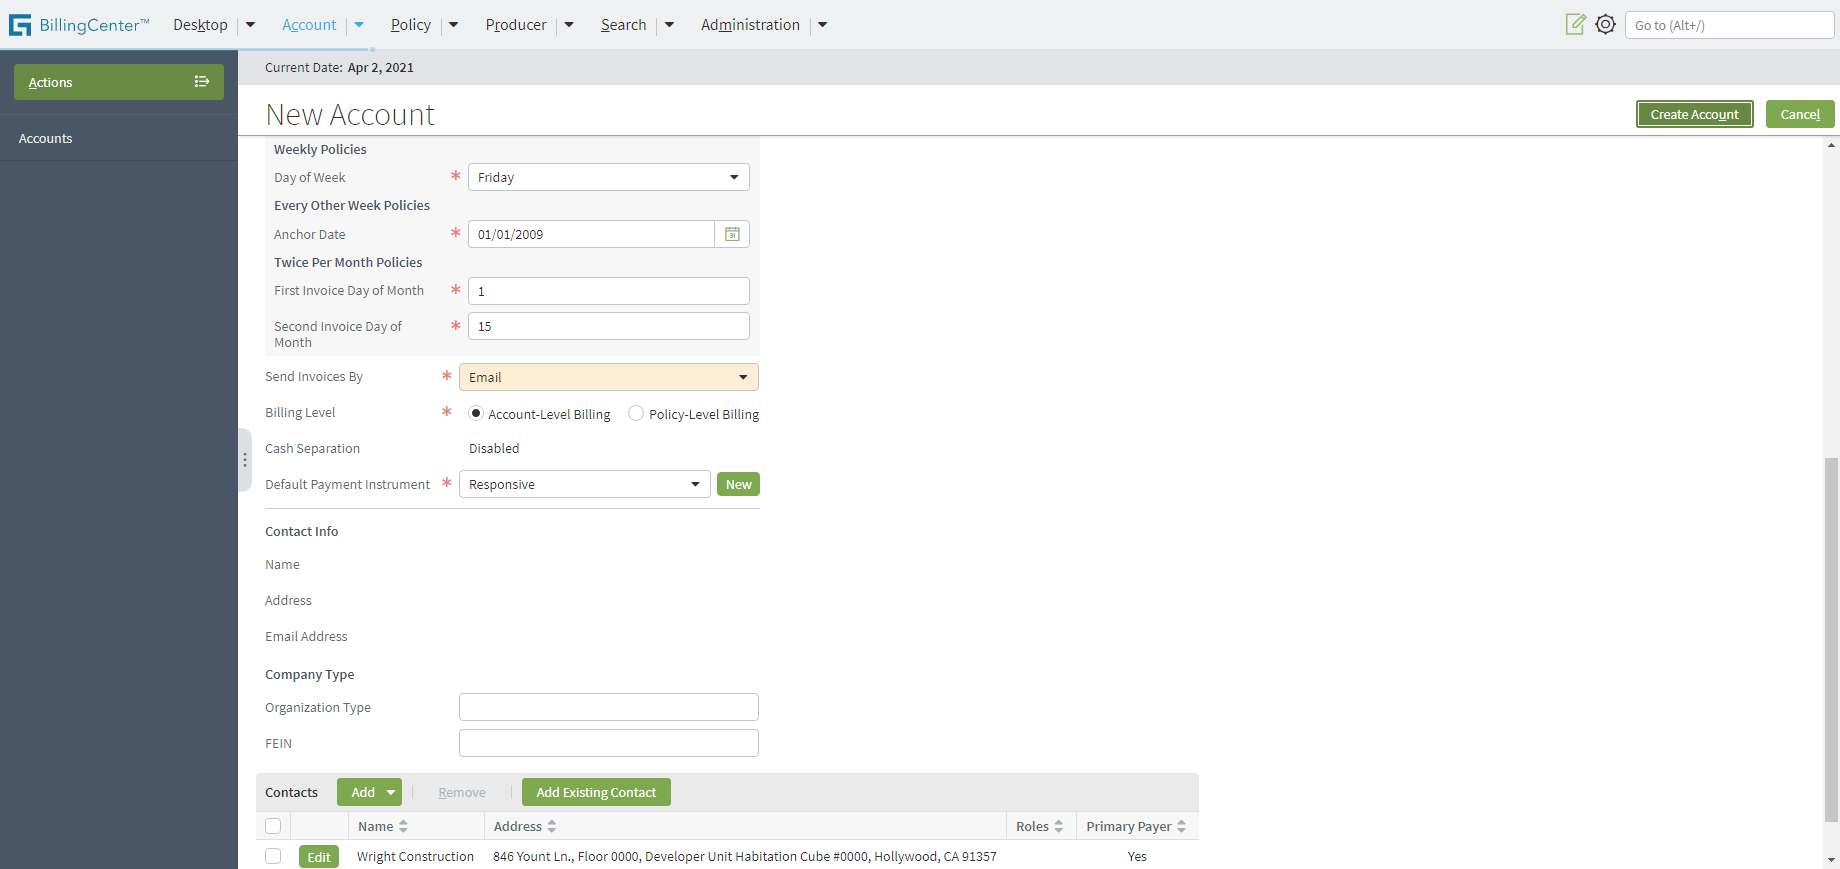 BillingCenter™ Desktop Account Policy Producer Search Administration Go to (Alt+/)
Actions
Accounts
Current Date: Apr 2, 2021
New Account Create Account Cancel
Weekly Policies
Day of Week * Friday
Every Other Week Policies
Anchor Date * 01/01/2009 31
Twice Per Month Policies
First Invoice Day of Month * 1
Second Invoice Day of Month * 15
Send Invoices By * Email
Billing Level * Account-Level Billing Policy-Level Billing
Cash Separation Disabled
Default Payment Instrument * Responsive New
Contact Info
Name
Address
Email Address
Company Type
Organization Type
FEIN
Contacts Add Remove Add Existing Contact
Name Address Roles Primary Payer
Edit Wright Construction 846 Yount Ln., Floor 0000, Developer Unit Habitation Cube #0000, Hollywood, CA 91357 Yes